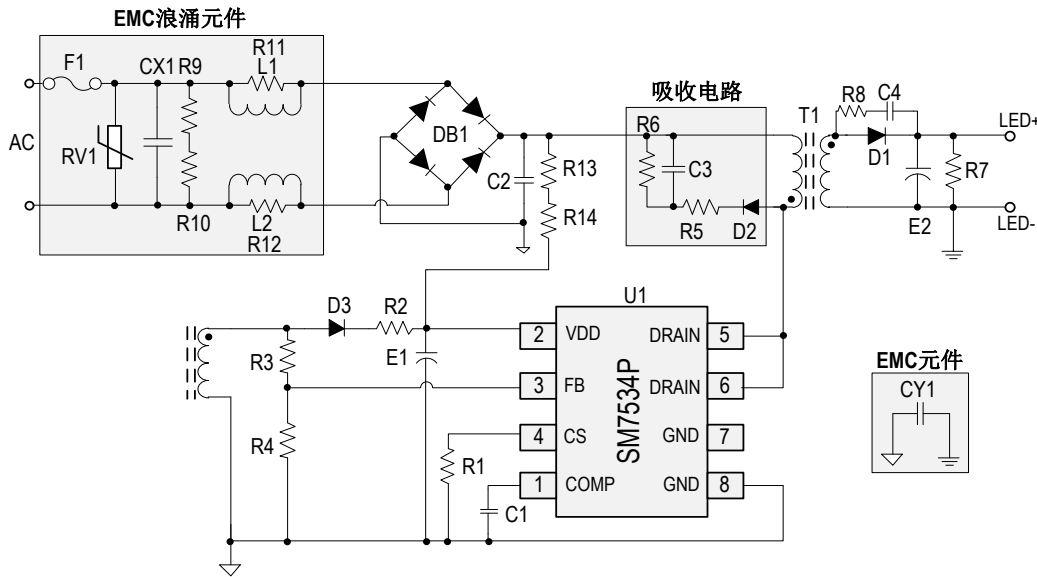 EMC浪涌元件
F1
CX1 R9
R11
L1
AC
RV1
R10
L2
R12
DB1
C2
R13
R14
吸收电路
R6
C3
R5
D2
T1
R8
C4
D1
LED+
R7
E2
LED-
D3
R2
R3
E1
R4
R1
C1
U1
SM7534P
2
VDD
DRAIN
5
3
FB
DRAIN
6
4
CS
GND
7
1
COMP
GND
8
EMC元件
CY1